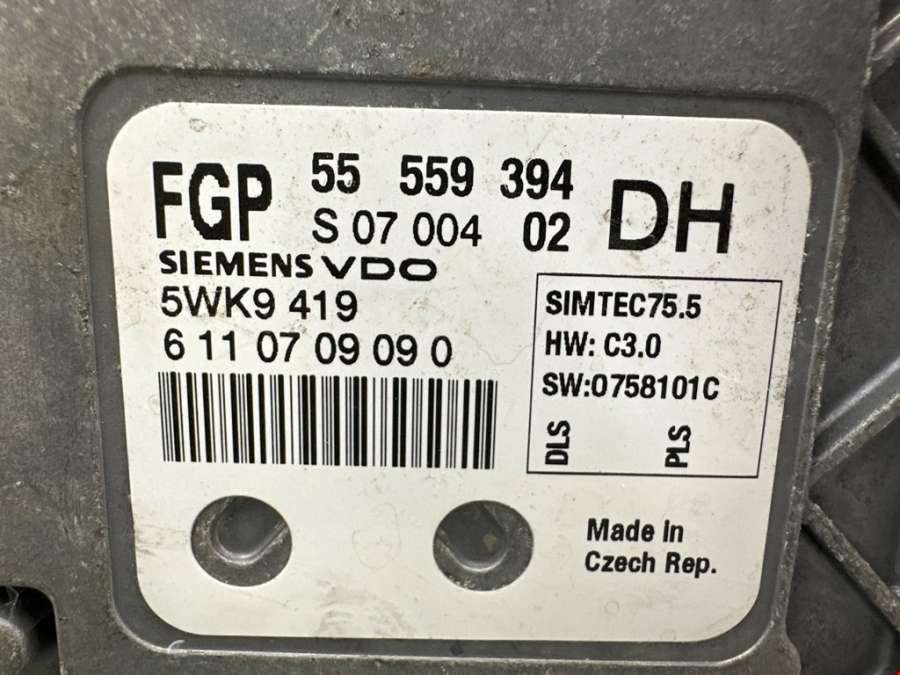 FGP 55 559 394 DH
S 07 004 02
SIEMENS VDO
5WK9 419
6 11 07 09 09 0
SIMTEC75.5
HW: C3.0
SW:0758101C
DLS PLS
Made in
Czech Rep.